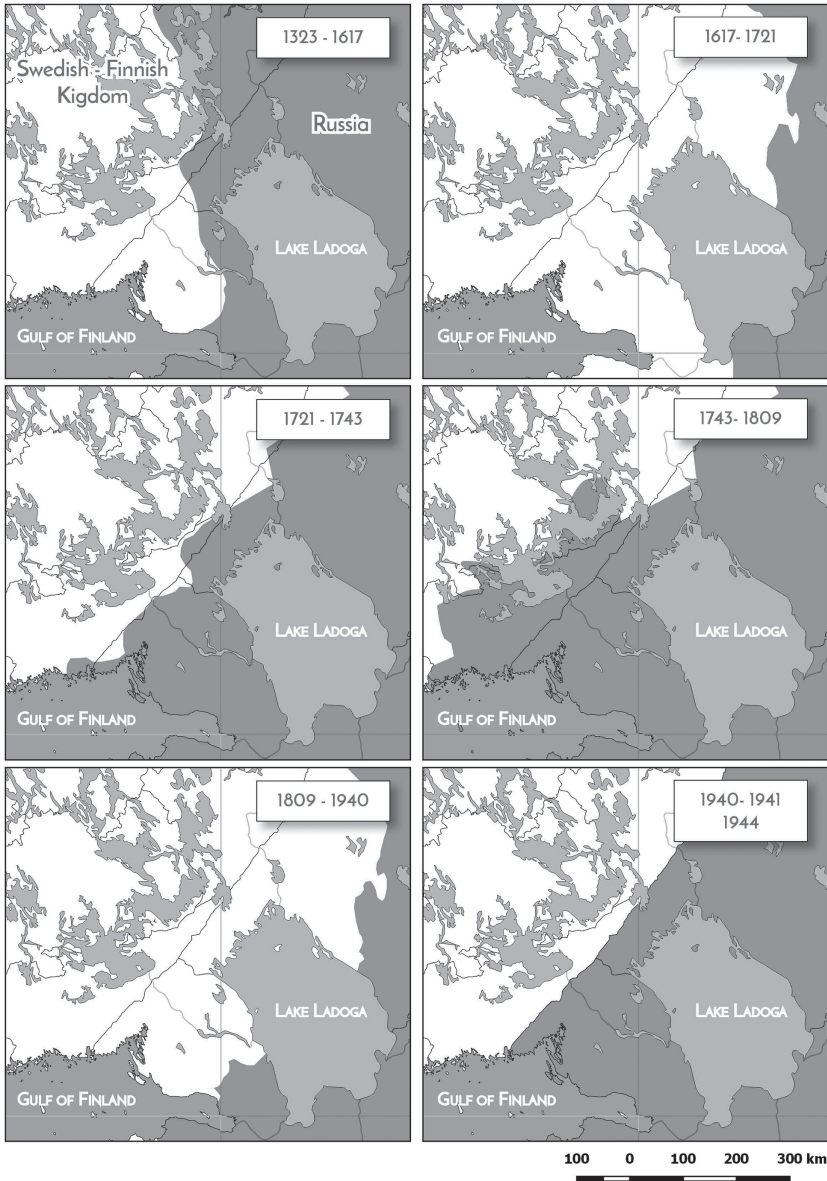 1323 - 1617
Swedish - Finnish
Kigdom
Russia
LAKE LADOGA
GULF OF FINLAND
1617- 1721
LAKE LADOGA
GULF OF FINLAND
1721 - 1743
LAKE LADOGA
GULF OF FINLAND
1743- 1809
LAKE LADOGA
GULF OF FINLAND
1809 - 1940
LAKE LADOGA
GULF OF FINLAND
1940- 1941
1944
LAKE LADOGA
GULF OF FINLAND
100 0 100 200 300 km